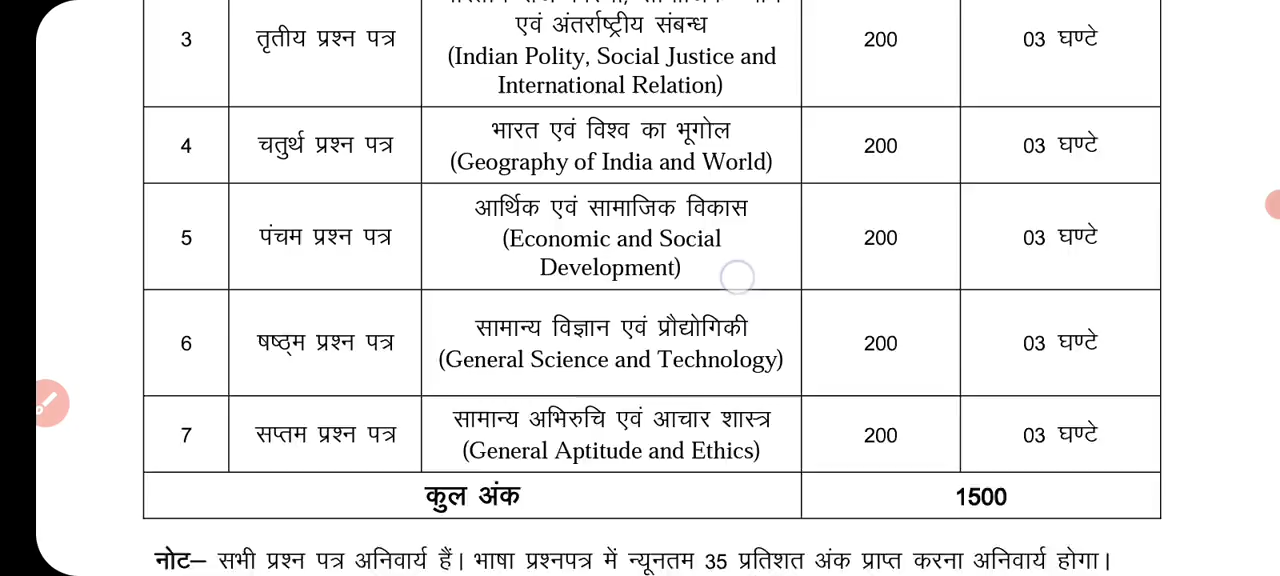 एवं अंतर्राष्ट्रीय संबन्ध
3 तृतीय प्रश्न पत्र (Indian Polity, Social Justice and 200 03 घण्टे
International Relation)
भारत एवं विश्व का भूगोल
4 चतुर्थ प्रश्न पत्र (Geography of India and World) 200 03 घण्टे
आर्थिक एवं सामाजिक विकास
5 पंचम प्रश्न पत्र (Economic and Social 200 03 घण्टे
Development)
सामान्य विज्ञान एवं प्रौद्योगिकी
6 षष्ठ्म प्रश्न पत्र (General Science and Technology) 200 03 घण्टे
सामान्य अभिरुचि एवं आचार शास्त्र
7 सप्तम प्रश्न पत्र (General Aptitude and Ethics) 200 03 घण्टे
कुल अंक 1500
नोट– सभी प्रश्न पत्र अनिवार्य हैं। भाषा प्रश्नपत्र में न्यूनतम 35 प्रतिशत अंक प्राप्त करना अनिवार्य होगा।